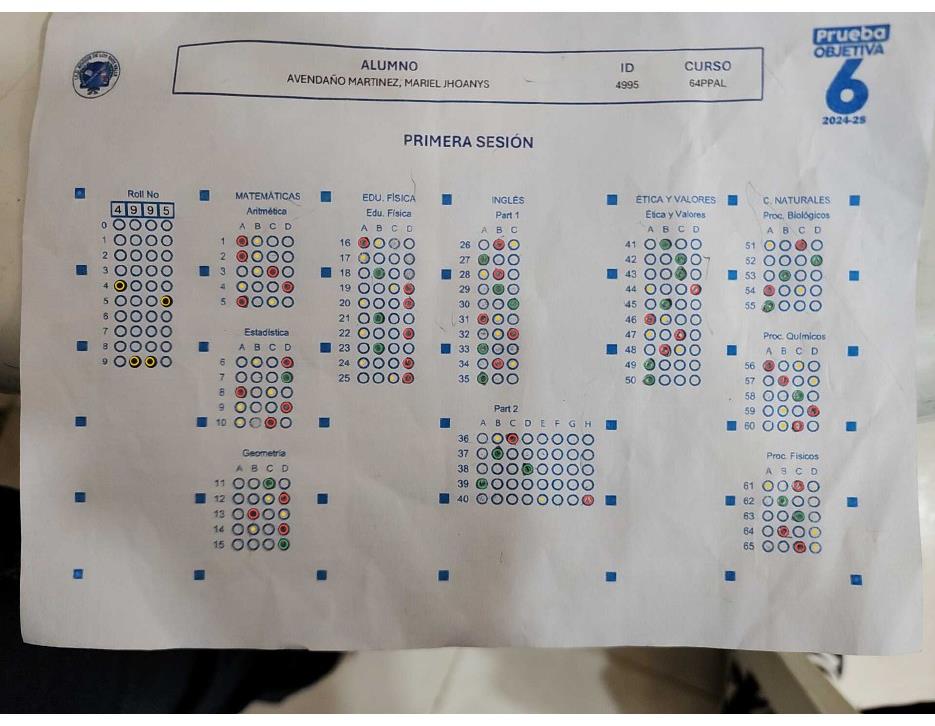 Prueba
OBJETIVA
6
2024-25
ALUMNO ID CURSO
AVENDAÑO MARTINEZ, MARIEL JHOANYS 4995 64PPAL
PRIMERA SESIÓN
Roll No
4 9 9 5
0
1
2
3
4
5
6
7
8
9
MATEMÁTICAS
Aritmética
A B C D
1
2
3
4
5
Estadística
A B C D
6
7
8
9
10
Geometría
A B C D
11
12
13
14
15
EDU. FÍSICA
Edu. Física
A B C D
16
17
18
19
20
21
22
23
24
25
INGLÉS
Part 1
A B C
26
27
28
29
30
31
32
33
34
35
Part 2
A B C D E F G H
36
37
38
39
40
ÉTICA Y VALORES
Ética y Valores
A B C D
41
42
43
44
45
46
47
48
49
50
C. NATURALES
Proc. Biológicos
A B C D
51
52
53
54
55
Proc. Químicos
A B C D
56
57
58
59
60
Proc. Físicos
A B C D
61
62
63
64
65